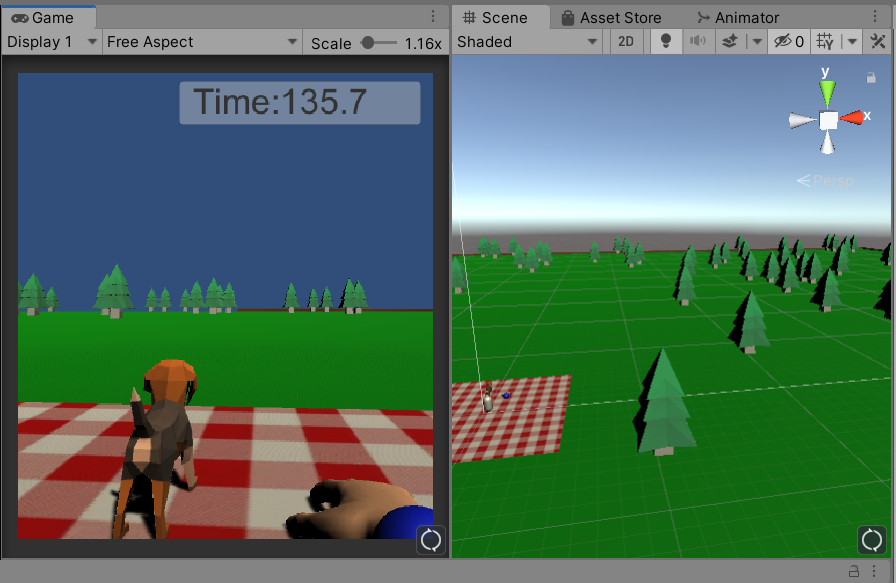 Game
Display 1 Free Aspect Scale 1.16x
Time:135.7
Scene Asset Store Animator
Shaded 2D 0
y
x
Persp